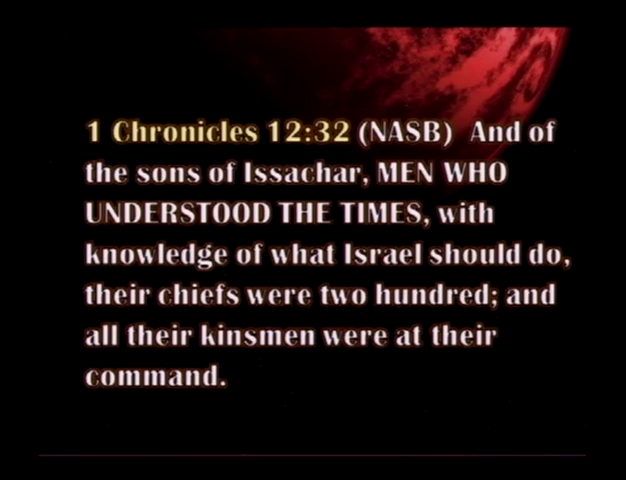 1 Chronicles 12:32 (NASB) And of
the sons of Issachar, MEN WHO
UNDERSTOOD THE TIMES, with
knowledge of what Israel should do,
their chiefs were two hundred; and
all their kinsmen were at their
command.